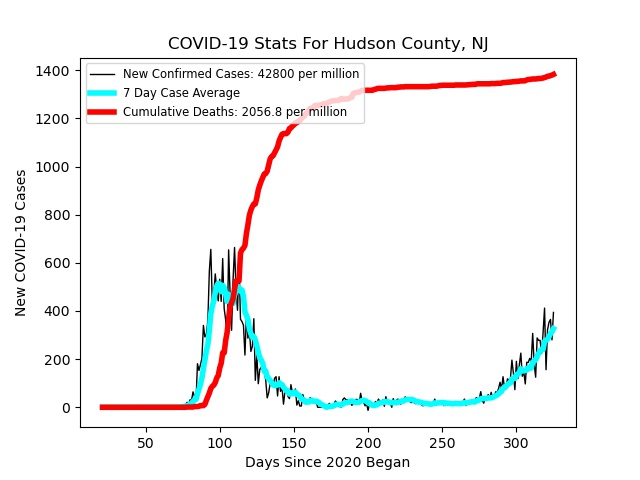 COVID-19 Stats For Hudson County, NJ
New Confirmed Cases: 42800 per million
7 Day Case Average
Cumulative Deaths: 2056.8 per million
1400
1200
1000
800
600
400
200
0
New COVID-19 Cases
50 100 150 200 250 300
Days Since 2020 Began